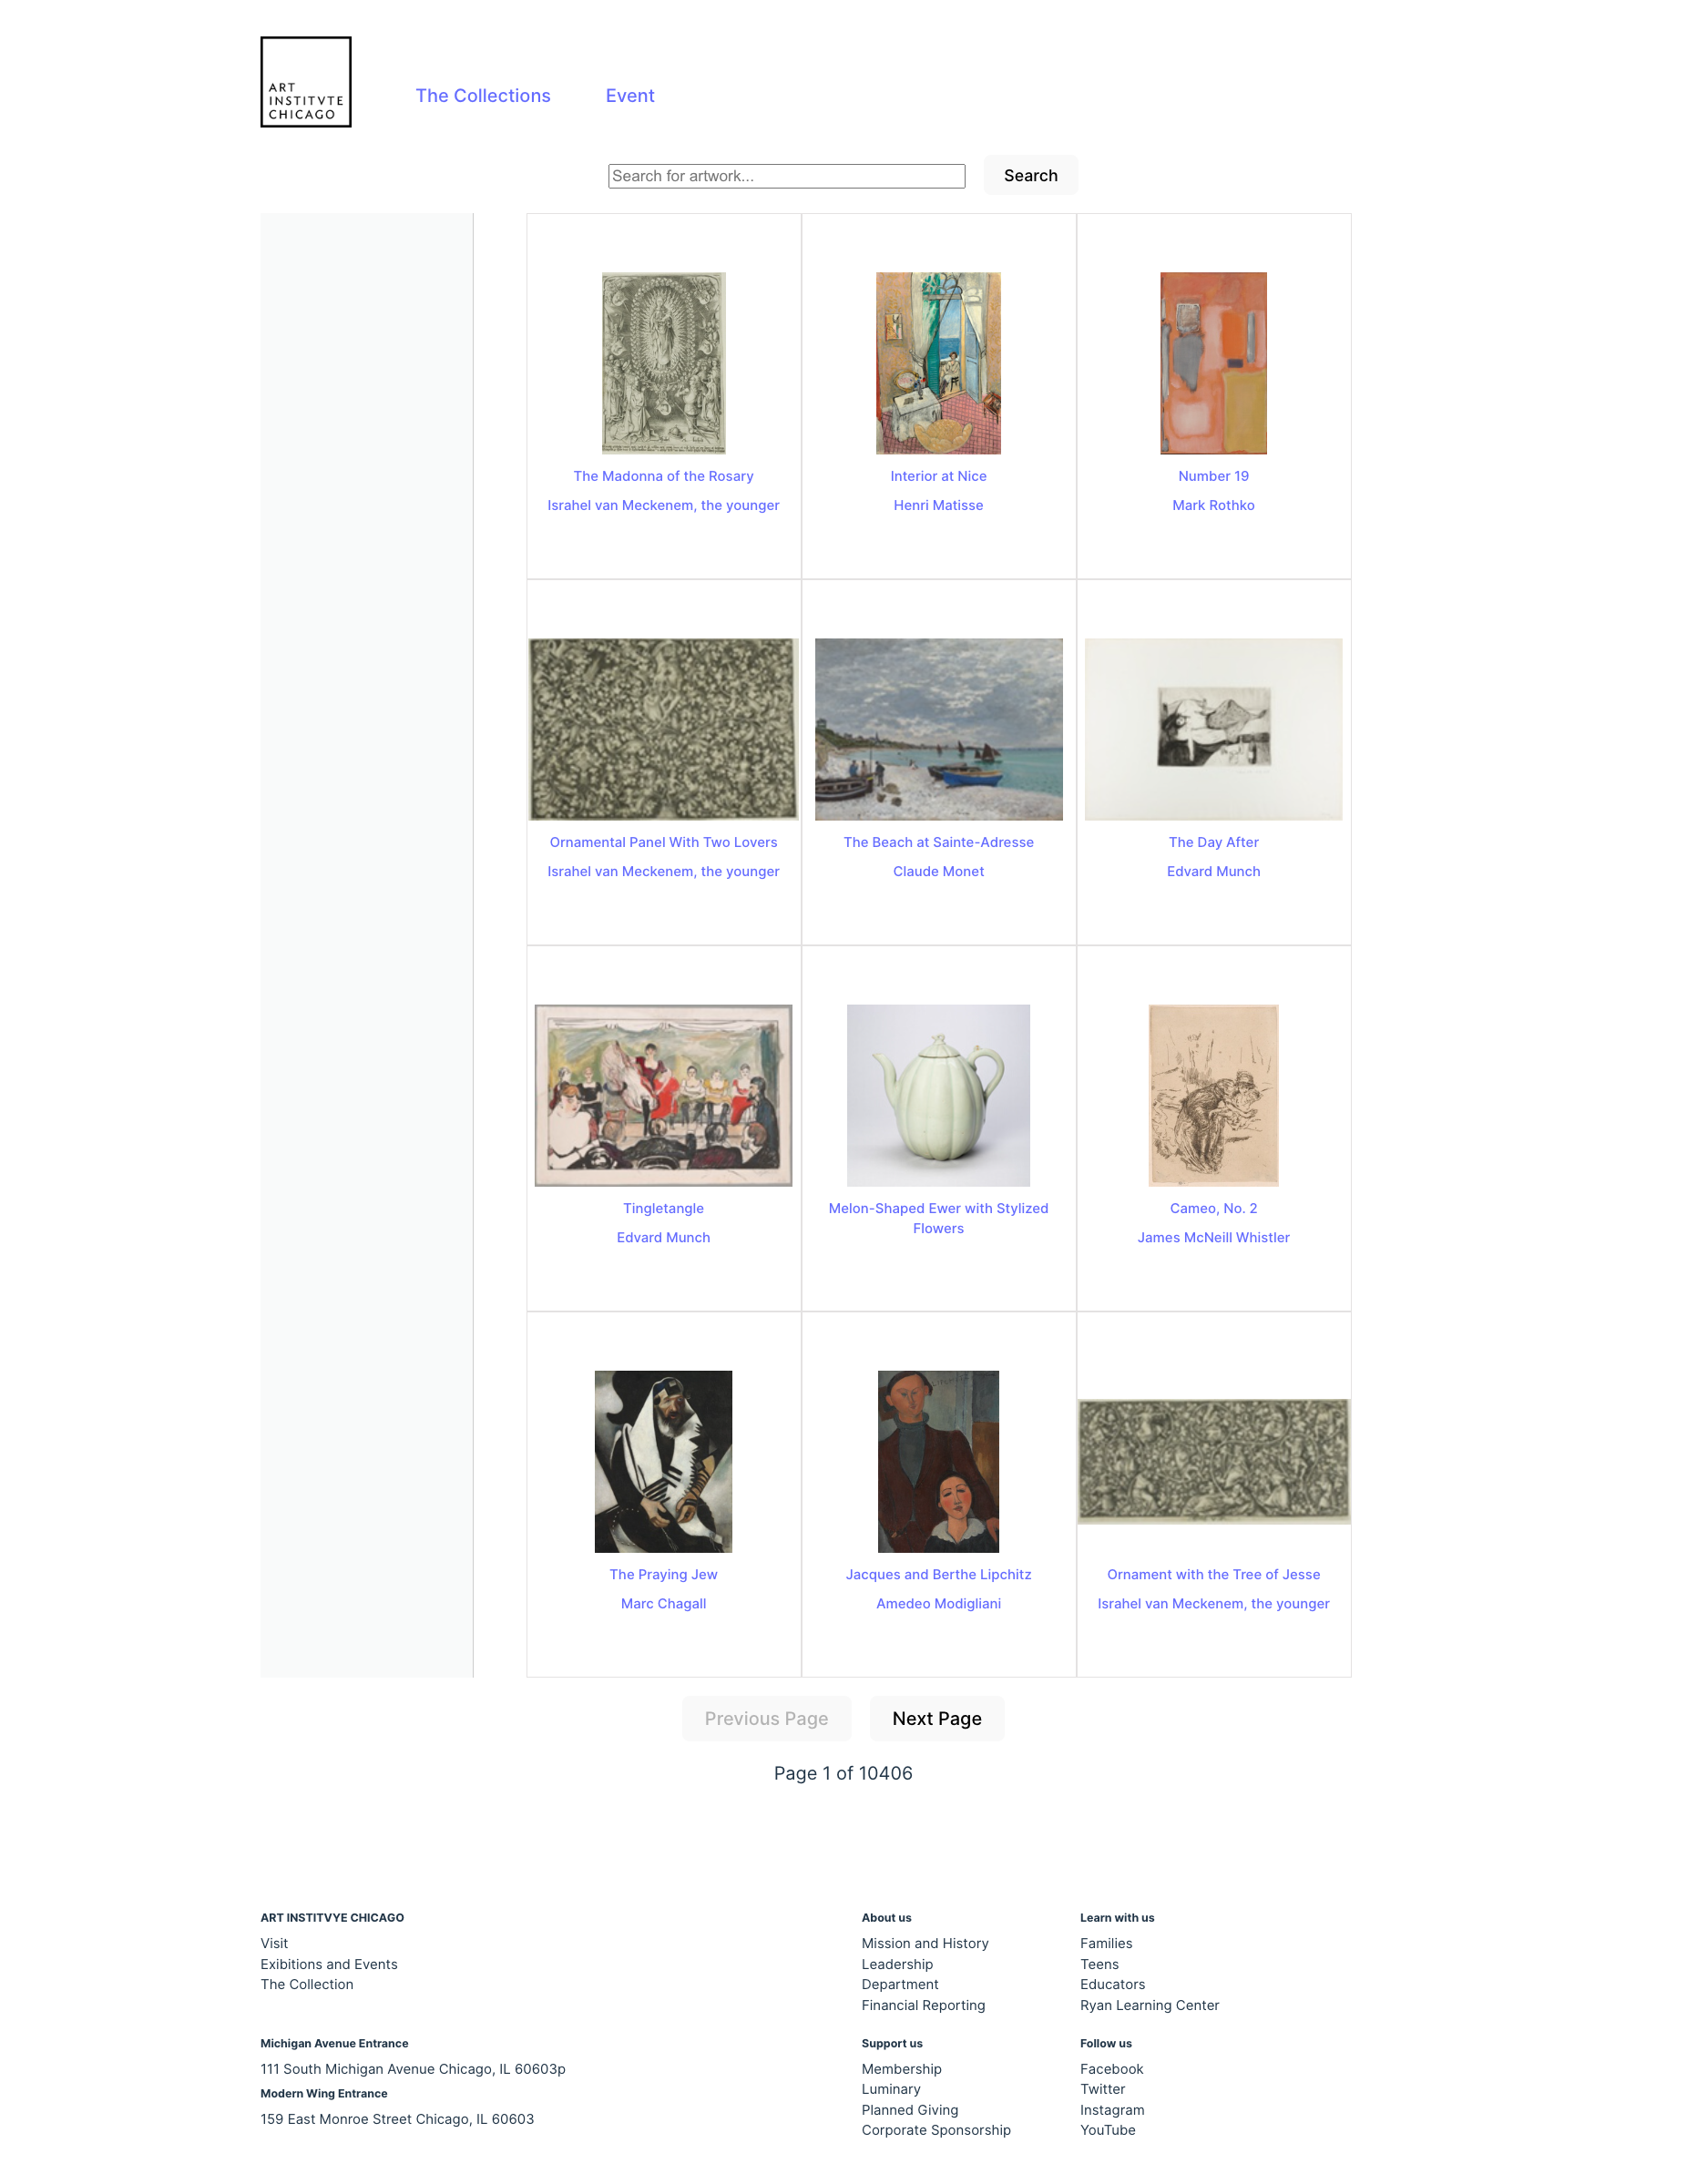 ART
INSTITVTE
CHICAGO
The Collections
Event
Search for artwork...
Search
The Madonna of the Rosary
Israhel van Meckenem, the younger
Interior at Nice
Henri Matisse
Number 19
Mark Rothko
Ornamental Panel With Two Lovers
Israhel van Meckenem, the younger
The Beach at Sainte-Adresse
Claude Monet
The Day After
Edvard Munch
Tingletangle
Edvard Munch
Melon-Shaped Ewer with Stylized
Flowers
Cameo, No. 2
James McNeill Whistler
The Praying Jew
Marc Chagall
Jacques and Berthe Lipchitz
Amedeo Modigliani
Ornament with the Tree of Jesse
Israhel van Meckenem, the younger
Previous Page
Next Page
Page 1 of 10406
ART INSTITVYE CHICAGO
Visit
Exibitions and Events
The Collection
Michigan Avenue Entrance
111 South Michigan Avenue Chicago, IL 60603p
Modern Wing Entrance
159 East Monroe Street Chicago, IL 60603
About us
Mission and History
Leadership
Department
Financial Reporting
Learn with us
Families
Teens
Educators
Ryan Learning Center
Support us
Membership
Luminary
Planned Giving
Corporate Sponsorship
Follow us
Facebook
Twitter
Instagram
YouTube